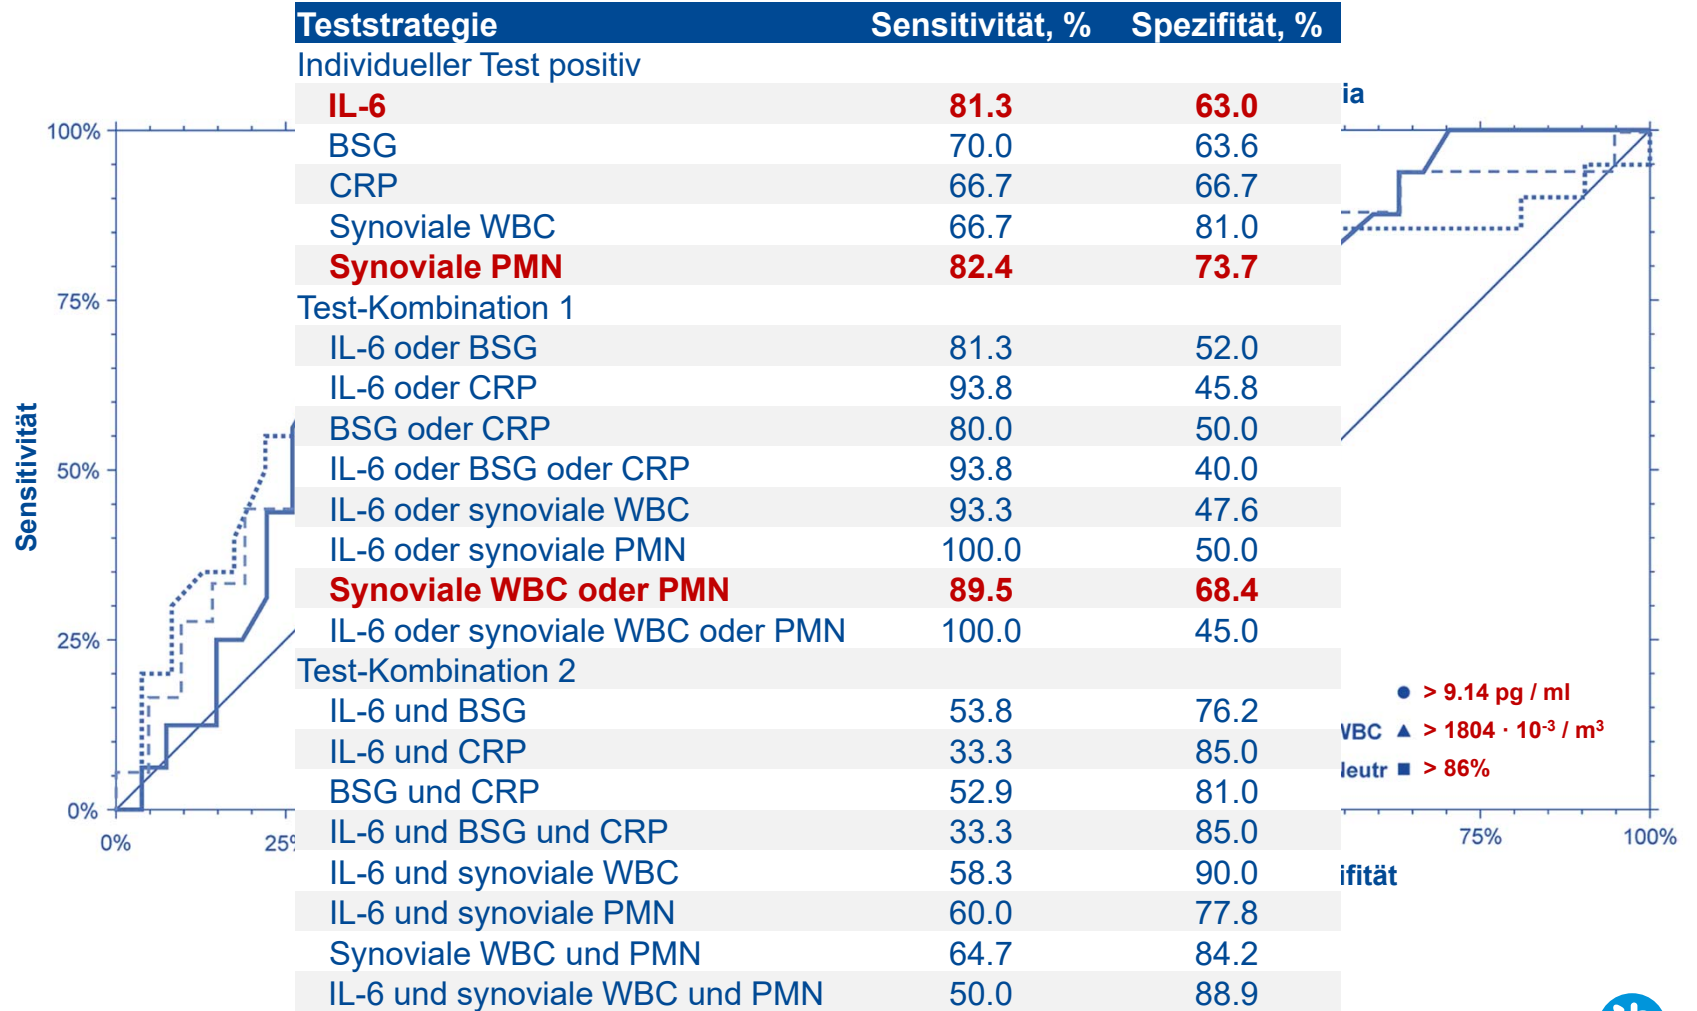 Teststrategie Sensitivität, % Spezifität, %
Individueller Test positiv
IL-6 81.3 63.0
BSG 70.0 63.6
CRP 66.7 66.7
Synoviale WBC 66.7 81.0
Synoviale PMN 82.4 73.7
Test-Kombination 1
IL-6 oder BSG 81.3 52.0
IL-6 oder CRP 93.8 45.8
BSG oder CRP 80.0 50.0
IL-6 oder BSG oder CRP 93.8 40.0
IL-6 oder synoviale WBC 93.3 47.6
IL-6 oder synoviale PMN 100.0 50.0
Synoviale WBC oder PMN 89.5 68.4
IL-6 oder synoviale WBC oder PMN 100.0 45.0
Test-Kombination 2
IL-6 und BSG 53.8 76.2
IL-6 und CRP 33.3 85.0
BSG und CRP 52.9 81.0
IL-6 und BSG und CRP 33.3 85.0
IL-6 und synoviale WBC 58.3 90.0
IL-6 und synoviale PMN 60.0 77.8
Synoviale WBC und PMN 64.7 84.2
IL-6 und synoviale WBC und PMN 50.0 88.9
Sensitivität
100%
75%
50%
25%
0%
0% 25%
ia
● > 9.14 pg / ml
WBC ▲ > 1804 · 10⁻³ / m³
leutr ■ > 86%
75% 100%
ifität